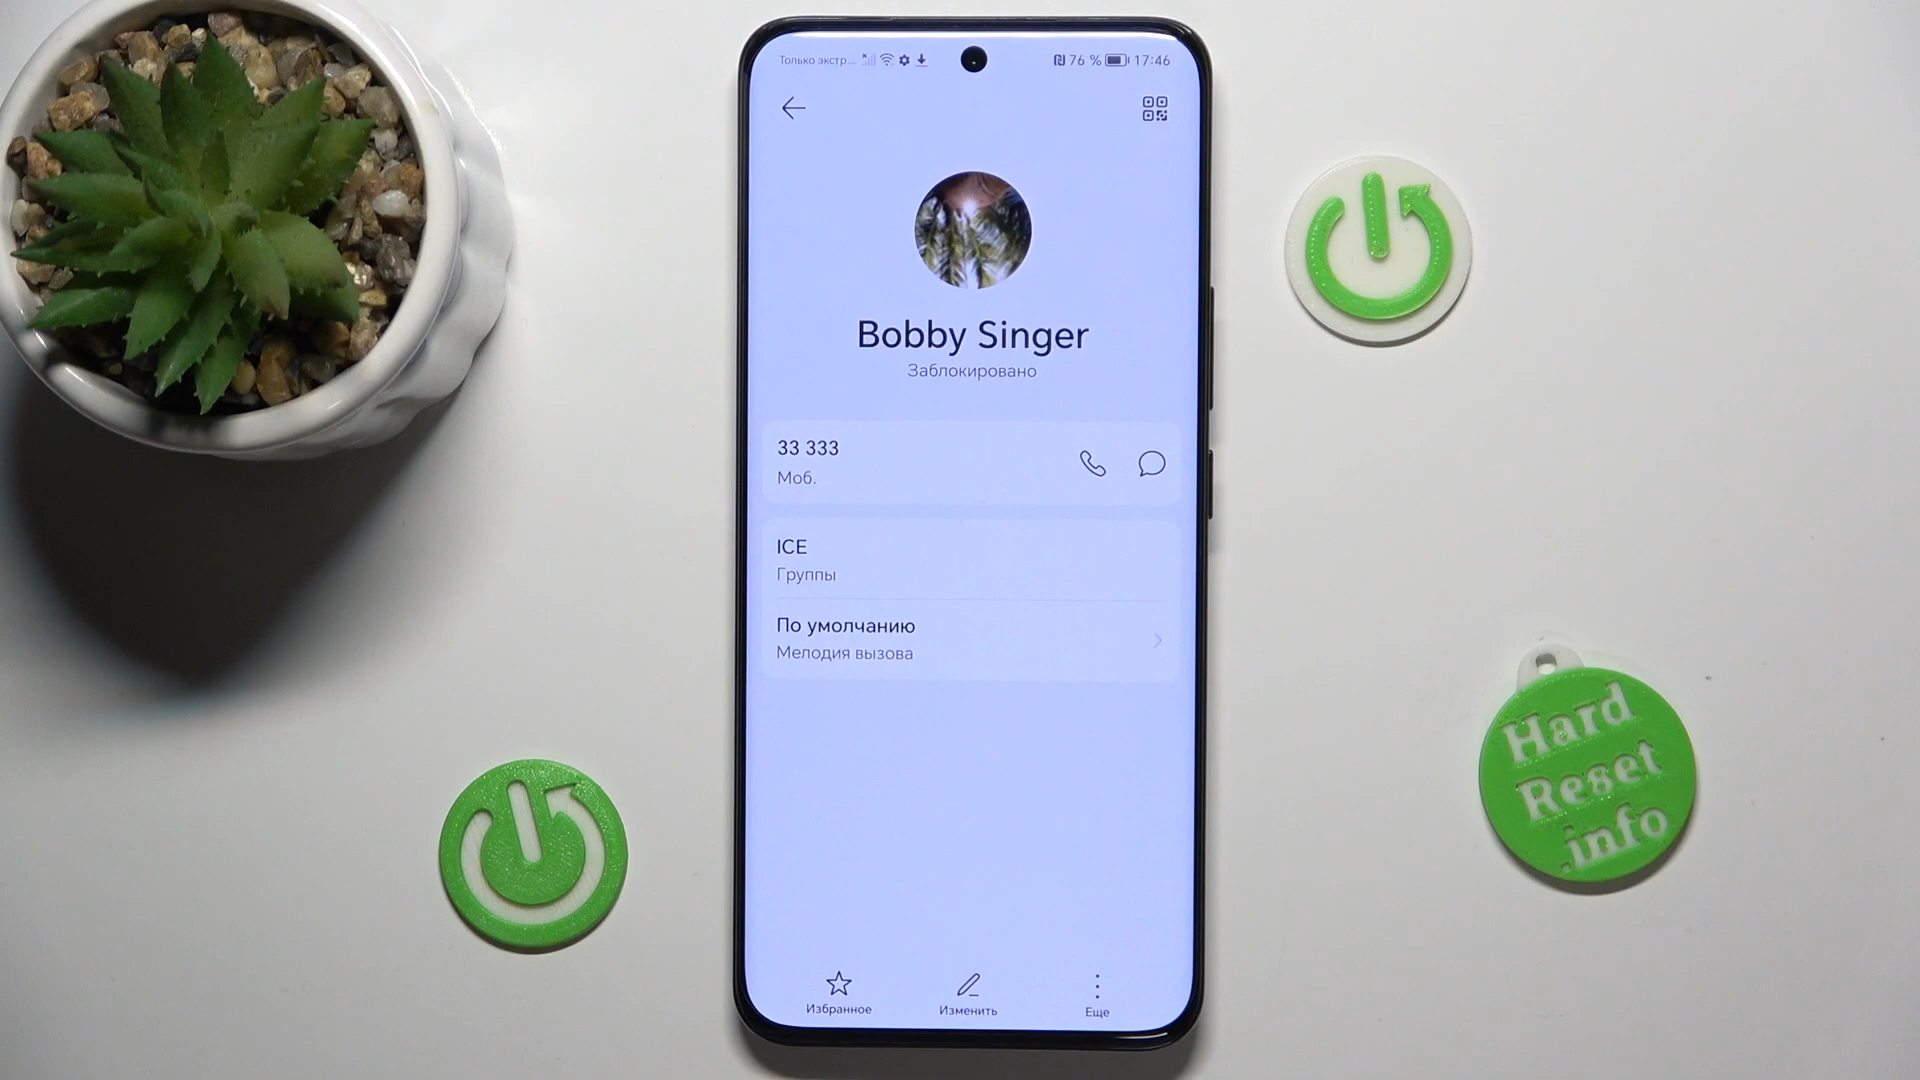 Только экстр... 76 % 17:46
Bobby Singer
Заблокировано
33 333
Моб.
ICE
Группы
По умолчанию
Мелодия вызова
Избранное
Изменить
Еще
Hard
Reset
.info